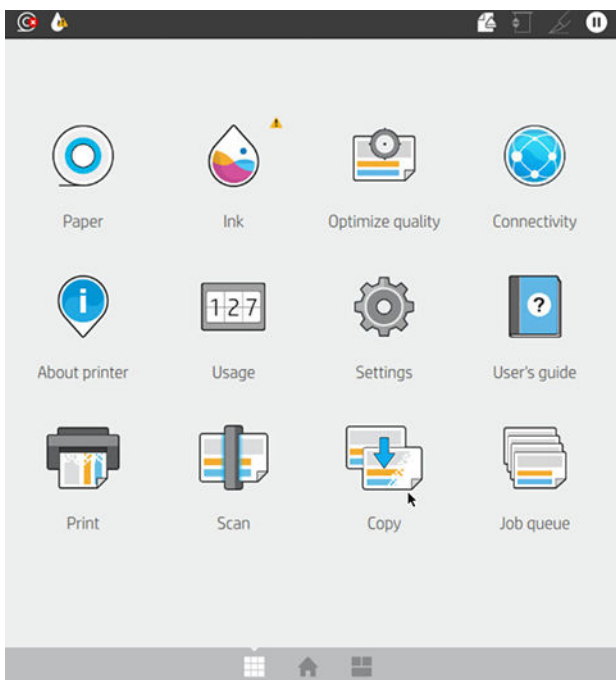 Paper
Ink
Optimize quality
Connectivity
i
127
?
About printer
Usage
Settings
User's guide
Print
Scan
Copy
Job queue